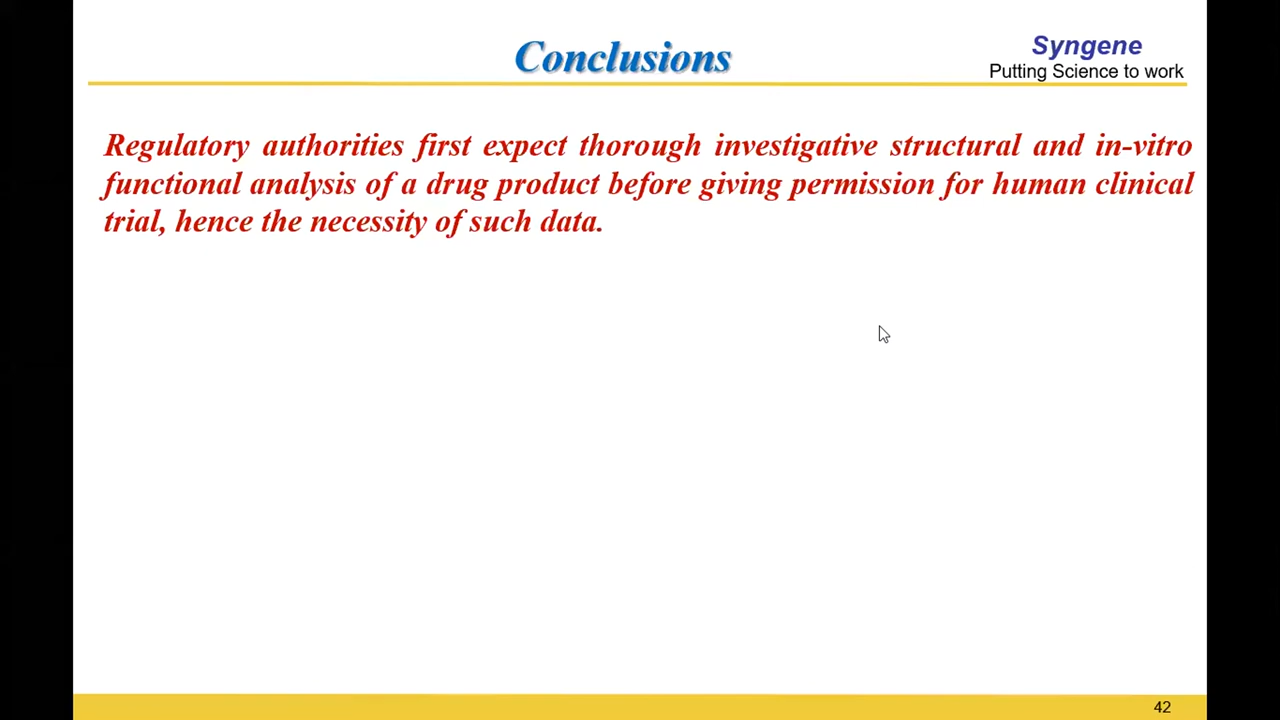 Conclusions
Syngene
Putting Science to work
Regulatory authorities first expect thorough investigative structural and in-vitro
functional analysis of a drug product before giving permission for human clinical
trial, hence the necessity of such data.
42